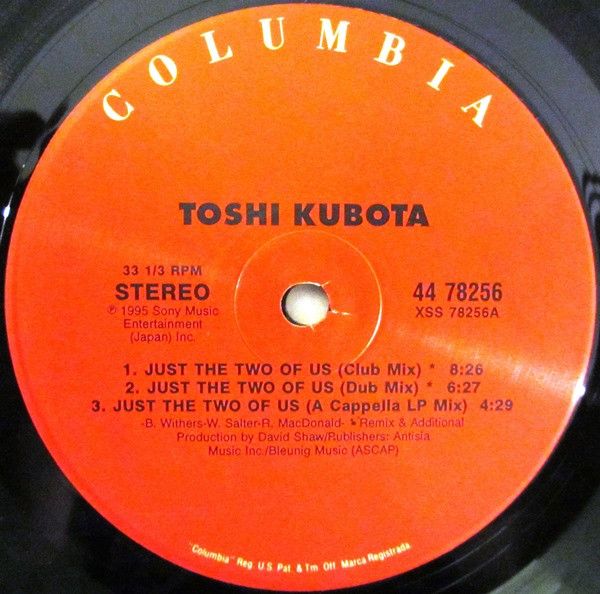 COLUMBIA
TOSHI KUBOTA
33 1/3 RPM
STEREO
℗ 1995 Sony Music
Entertainment
(Japan) Inc.
44 78256
XSS 78256A
1. JUST THE TWO OF US (Club Mix) * 8:26
2. JUST THE TWO OF US (Dub Mix) * 6:27
3. JUST THE TWO OF US (A Cappella LP Mix) 4:29
-B. Withers-W. Salter-R. MacDonald- * Remix & Additional
Production by David Shaw/Rublishers: Antisia
Music Inc./Bleunig Music (ASCAP)
"Columbia" Reg. U.S. Pat. & Tm. Off. Marca Registrada.